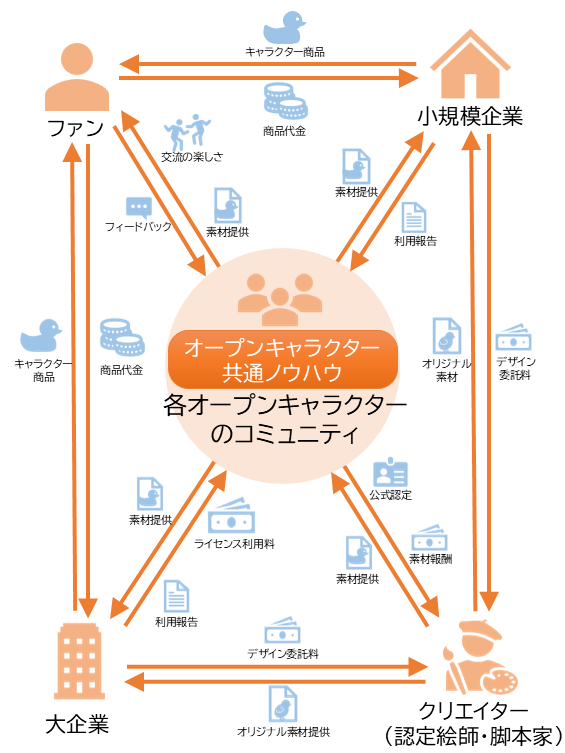 キャラクター商品
商品代金
ファン
小規模企業
交流の楽しさ
素材提供
フィードバック
素材提供
利用報告
オープンキャラクター
共通ノウハウ
各オープンキャラクター
のコミュニティ
キャラクター
商品
商品代金
オリジナル
素材
デザイン
委託料
素材提供
ライセンス利用料
利用報告
公式認定
素材報酬
素材提供
大企業
デザイン委託料
オリジナル素材提供
クリエイター
（認定絵師・脚本家）